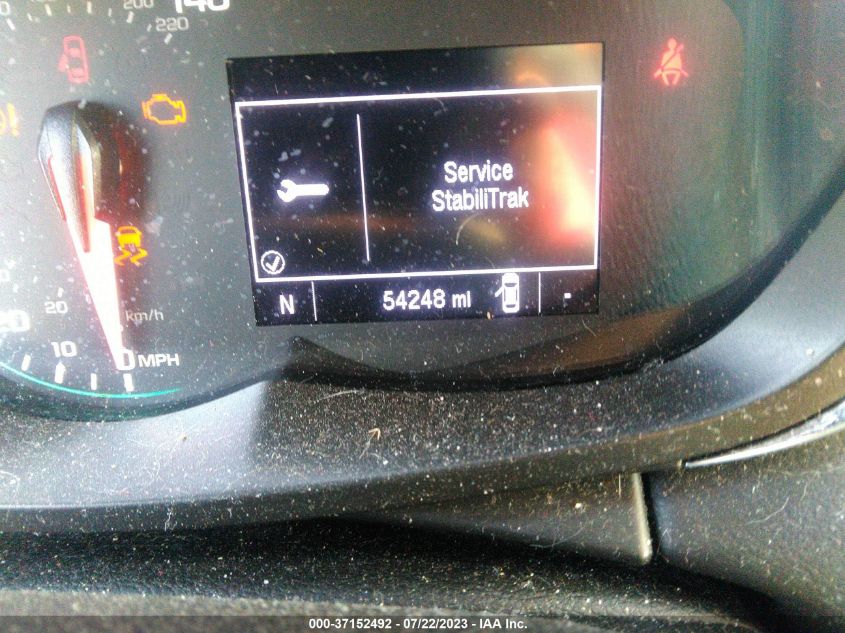 200
140
220
Service
StabiliTrak
N
54248 mi
20
20
km/h
10
0 MPH
000-37152492 - 07/22/2023 - IAA Inc.